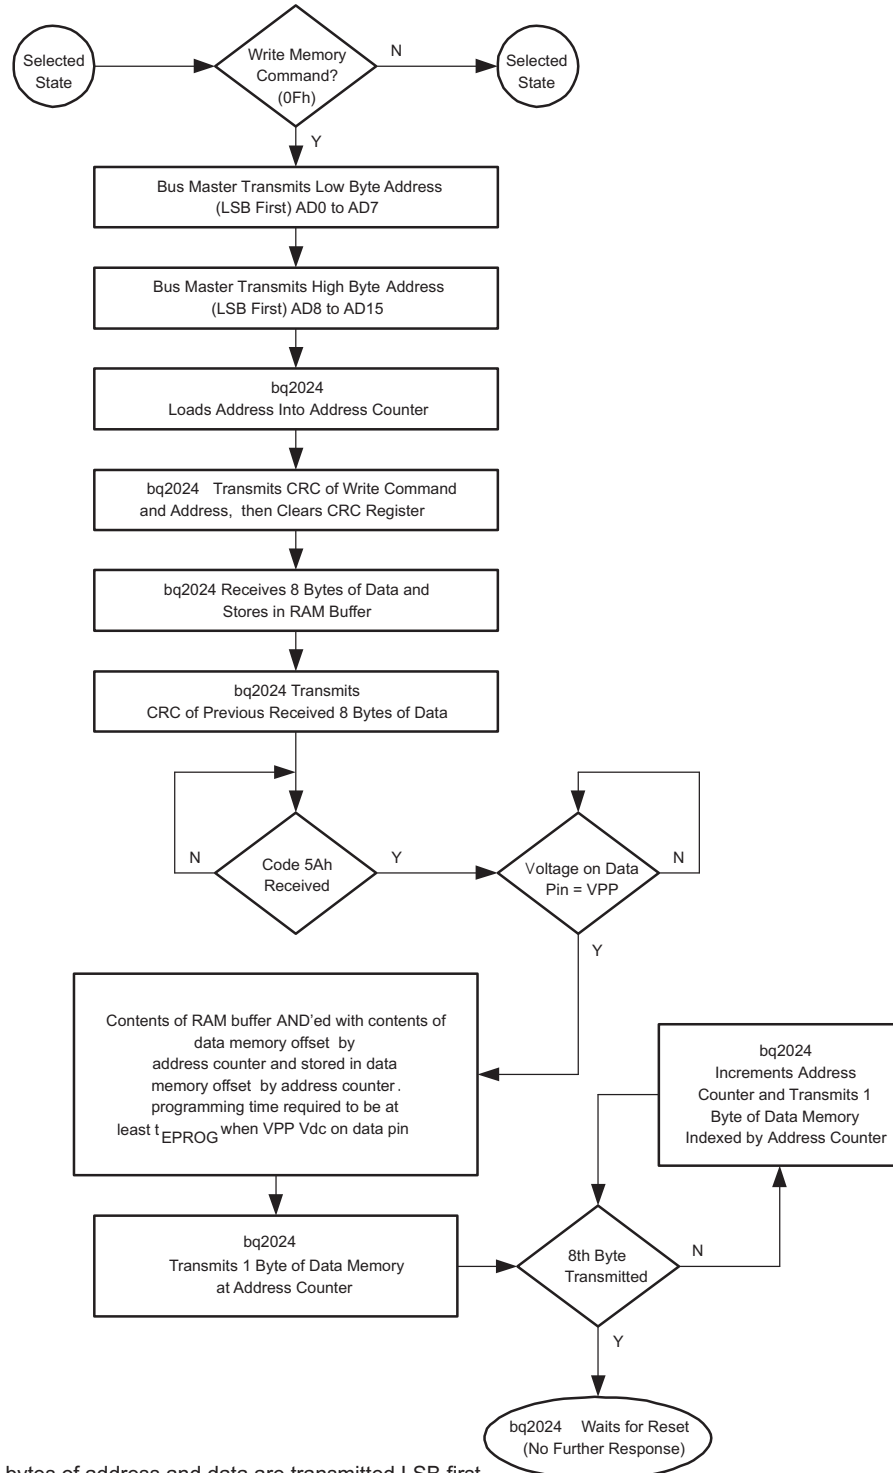 Selected
State
Write Memory
Command?
(0Fh)
N
Selected
State
Y
Bus Master Transmits Low Byte Address
(LSB First) AD0 to AD7
Bus Master Transmits High Byte Address
(LSB First) AD8 to AD15
bq2024
Loads Address Into Address Counter
bq2024 Transmits CRC of Write Command
and Address, then Clears CRC Register
bq2024 Receives 8 Bytes of Data and
Stores in RAM Buffer
bq2024 Transmits
CRC of Previous Received 8 Bytes of Data
N
Code 5Ah
Received
Y
Voltage on Data
Pin = VPP
N
Y
Contents of RAM buffer AND'ed with contents of
data memory offset by
address counter and stored in data
memory offset by address counter.
programming time required to be at
least tEPROG when VPP Vdc on data pin
bq2024
Increments Address
Counter and Transmits 1
Byte of Data Memory
Indexed by Address Counter
bq2024
Transmits 1 Byte of Data Memory
at Address Counter
8th Byte
Transmitted
N
Y
bq2024 Waits for Reset
(No Further Response)
bytes of address and data are transmitted LSB first